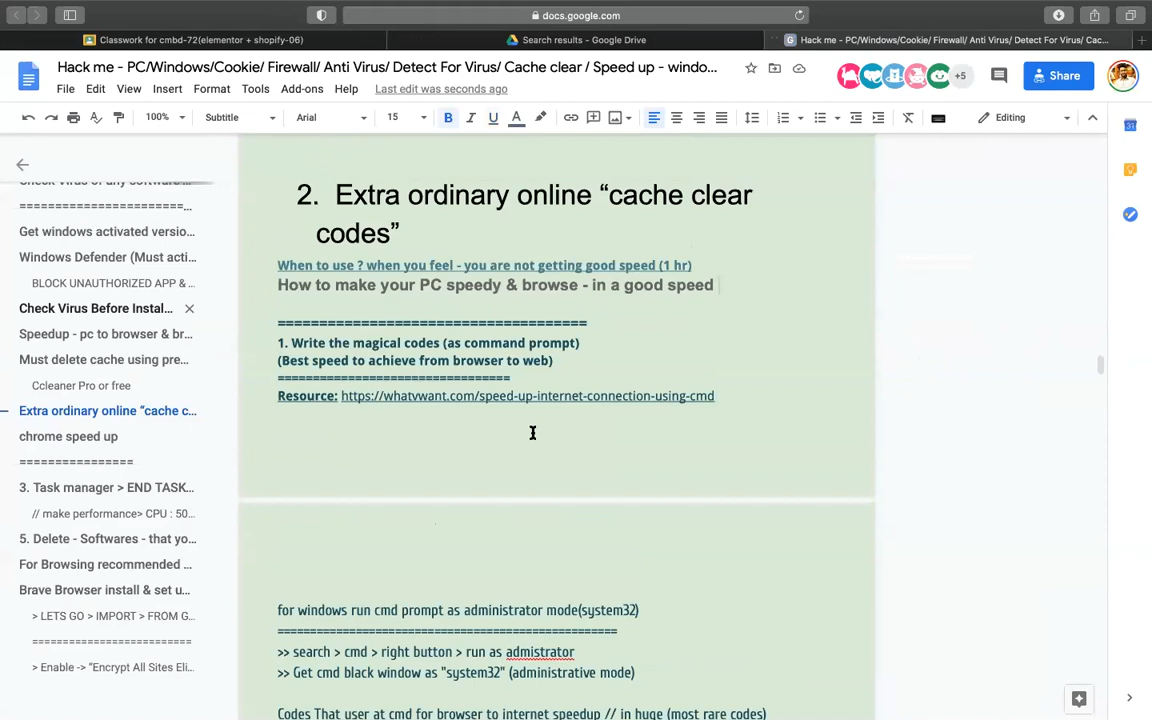 docs.google.com
Classwork for cmbd-72(elementor + shopify-06)
Search results - Google Drive
Hack me - PC/Windows/Cookie/ Firewall/ Anti Virus/ Detect For Virus/ Cac...
Hack me - PC/Windows/Cookie/ Firewall/ Anti Virus/ Detect For Virus/ Cache clear / Speed up - windo...
+5
Share
File Edit View Insert Format Tools Add-ons Help Last edit was seconds ago
100% Subtitle Arial 15 B I U A Editing
===========================...
Get windows activated versio...
Windows Defender (Must acti...
BLOCK UNAUTHORIZED APP & ...
Check Virus Before Instal...
Speedup - pc to browser & br...
Must delete cache using pre...
Ccleaner Pro or free
Extra ordinary online “cache c...
chrome speed up
================
3. Task manager > END TASK...
// make performance> CPU : 50...
5. Delete - Softwares - that yo...
For Browsing recommended ...
Brave Browser install & set u...
> LETS GO > IMPORT > FROM G...
==========================
> Enable -> “Encrypt All Sites Eli...
2. Extra ordinary online “cache clear
codes”
When to use ? when you feel - you are not getting good speed (1 hr)
How to make your PC speedy & browse - in a good speed
=====================================
1. Write the magical codes (as command prompt)
(Best speed to achieve from browser to web)
=================================
Resource: https://whatvwant.com/speed-up-internet-connection-using-cmd
for windows run cmd prompt as administrator mode(system32)
================================================
>> search > cmd > right button > run as admistrator
>> Get cmd black window as "system32" (administrative mode)
Codes That user at cmd for browser to internet speedup // in huge (most rare codes)